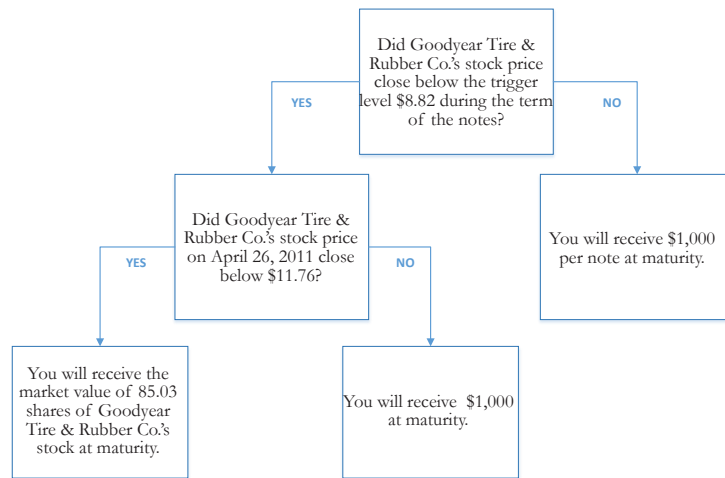 Did Goodyear Tire &
Rubber Co.'s stock price
close below the trigger
level $8.82 during the term
of the notes?
YES
NO
Did Goodyear Tire &
Rubber Co.'s stock price
on April 26, 2011 close
below $11.76?
You will receive $1,000
per note at maturity.
YES
NO
You will receive the
market value of 85.03
shares of Goodyear
Tire & Rubber Co.'s
stock at maturity.
You will receive $1,000
at maturity.